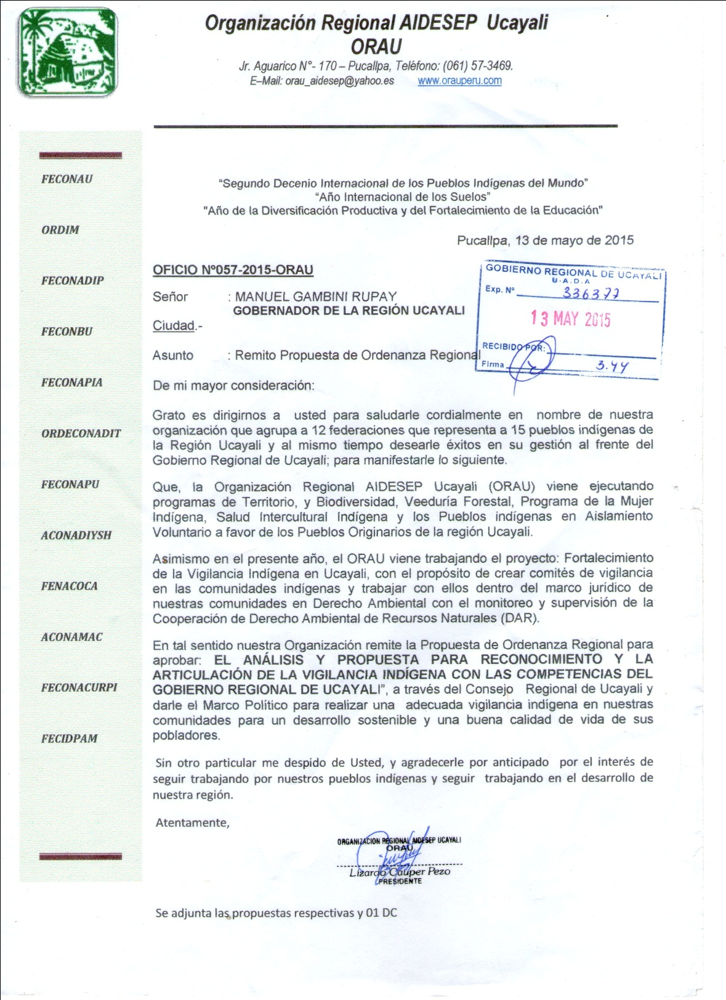 Organización Regional AIDESEP Ucayali
ORAU
Jr. Aguarico N°- 170 – Pucallpa, Teléfono: (061) 57-3469.
E–Mail: orau_aidesep@yahoo.es www.orauperu.com
FECONAU
ORDIM
FECONADIP
FECONBU
FECONAPIA
ORDECONADIT
FECONAPU
ACONADIYSH
FENACOCA
ACONAMAC
FECONACURPI
FECIDPAM
“Segundo Decenio Internacional de los Pueblos Indígenas del Mundo”
“Año Internacional de los Suelos”
"Año de la Diversificación Productiva y del Fortalecimiento de la Educación"
Pucallpa, 13 de mayo de 2015
OFICIO Nº057-2015-ORAU
GOBIERNO REGIONAL DE UCAYALI
U.A.D.A
Exp. Nº 336377
13 MAY 2015
RECIBIDO POR:
Firma 3.44
Señor : MANUEL GAMBINI RUPAY
GOBERNADOR DE LA REGIÓN UCAYALI
Ciudad.-
Asunto : Remito Propuesta de Ordenanza Regional
De mi mayor consideración:
Grato es dirigirnos a usted para saludarle cordialmente en nombre de nuestra
organización que agrupa a 12 federaciones que representa a 15 pueblos indígenas de
la Región Ucayali y al mismo tiempo desearle éxitos en su gestión al frente del
Gobierno Regional de Ucayali; para manifestarle lo siguiente.
Que, la Organización Regional AIDESEP Ucayali (ORAU) viene ejecutando
programas de Territorio, y Biodiversidad, Veeduría Forestal, Programa de la Mujer
Indígena, Salud Intercultural Indígena y los Pueblos indígenas en Aislamiento
Voluntario a favor de los Pueblos Originarios de la región Ucayali.
Asimismo en el presente año, el ORAU viene trabajando el proyecto: Fortalecimiento
de la Vigilancia Indígena en Ucayali, con el propósito de crear comités de vigilancia
en las comunidades indígenas y trabajar con ellos dentro del marco jurídico de
nuestras comunidades en Derecho Ambiental con el monitoreo y supervisión de la
Cooperación de Derecho Ambiental de Recursos Naturales (DAR).
En tal sentido nuestra Organización remite la Propuesta de Ordenanza Regional para
aprobar: EL ANÁLISIS Y PROPUESTA PARA RECONOCIMIENTO Y LA
ARTICULACIÓN DE LA VIGILANCIA INDÍGENA CON LAS COMPETENCIAS DEL
GOBIERNO REGIONAL DE UCAYALI”, a través del Consejo Regional de Ucayali y
darle el Marco Político para realizar una adecuada vigilancia indígena en nuestras
comunidades para un desarrollo sostenible y una buena calidad de vida de sus
pobladores.
Sin otro particular me despido de Usted, y agradecerle por anticipado por el interés de
seguir trabajando por nuestros pueblos indígenas y seguir trabajando en el desarrollo de
nuestra región.
Atentamente,
ORGANIZACION REGIONAL AIDESEP UCAYALI
ORAU
Lizardo Cauper Pezo
PRESIDENTE
Se adjunta las propuestas respectivas y 01 DC